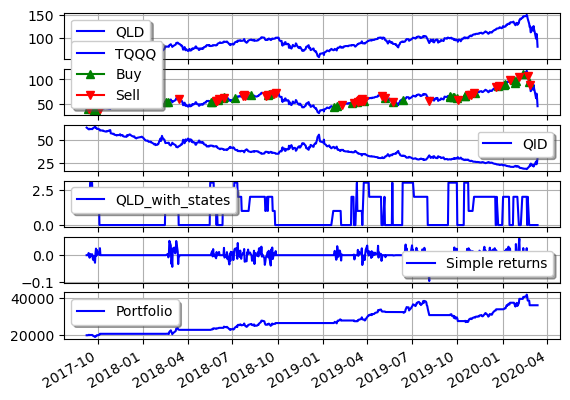 150
100
QLD
TQQQ
Buy
Sell
100
50
50
25
QID
2.5
0.0
QLD_with_states
0.0
−0.1
Simple returns
40000
20000
Portfolio
2017-10
2018-01
2018-04
2018-07
2018-10
2019-01
2019-04
2019-07
2019-10
2020-01
2020-04